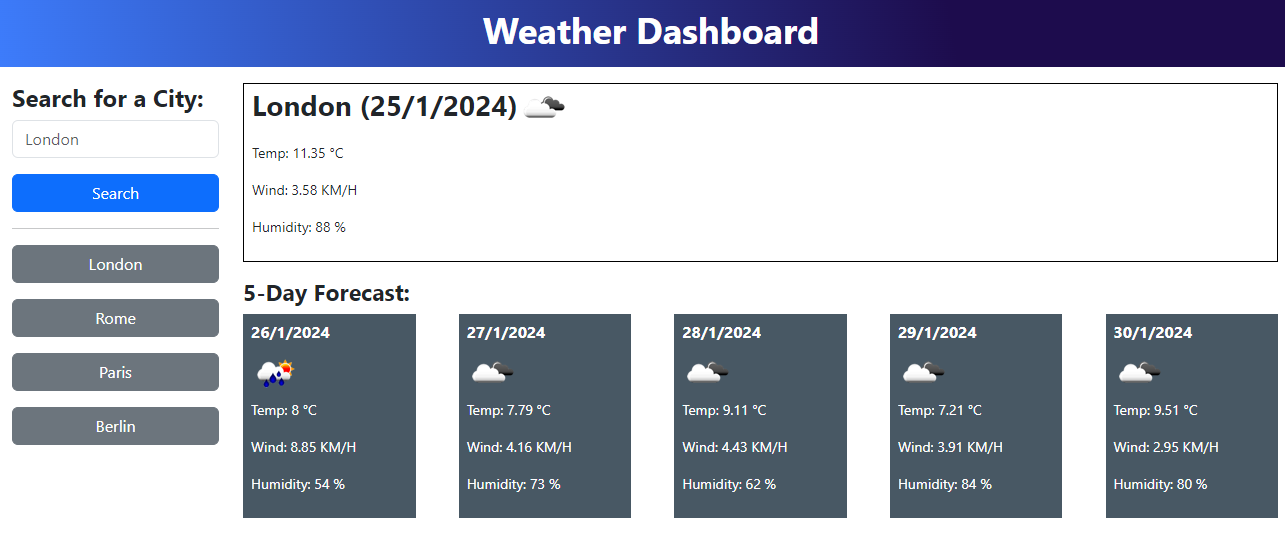 Weather Dashboard
Search for a City:
London
Search
London
Rome
Paris
Berlin
London (25/1/2024)
Temp: 11.35 °C
Wind: 3.58 KM/H
Humidity: 88 %
5-Day Forecast:
26/1/2024
Temp: 8 °C
Wind: 8.85 KM/H
Humidity: 54 %
27/1/2024
Temp: 7.79 °C
Wind: 4.16 KM/H
Humidity: 73 %
28/1/2024
Temp: 9.11 °C
Wind: 4.43 KM/H
Humidity: 62 %
29/1/2024
Temp: 7.21 °C
Wind: 3.91 KM/H
Humidity: 84 %
30/1/2024
Temp: 9.51 °C
Wind: 2.95 KM/H
Humidity: 80 %